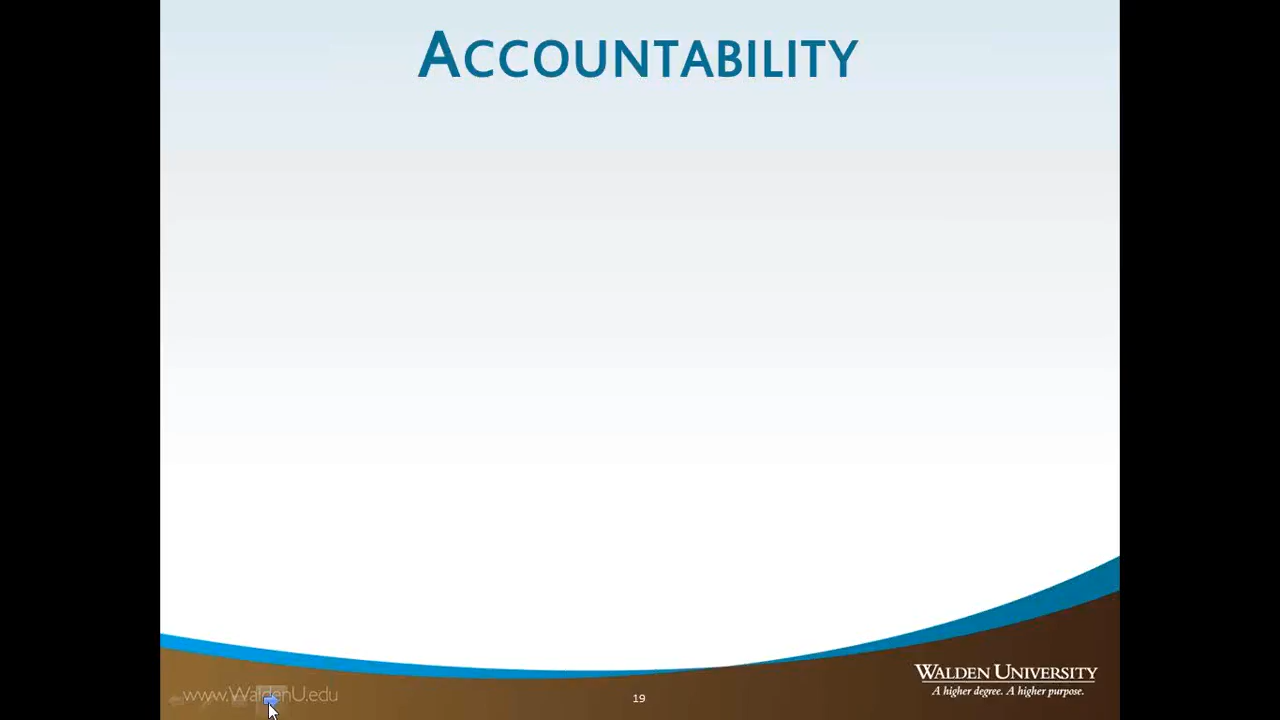 ACCOUNTABILITY
www.WaldenU.edu
19
WALDEN UNIVERSITY
A higher degree. A higher purpose.